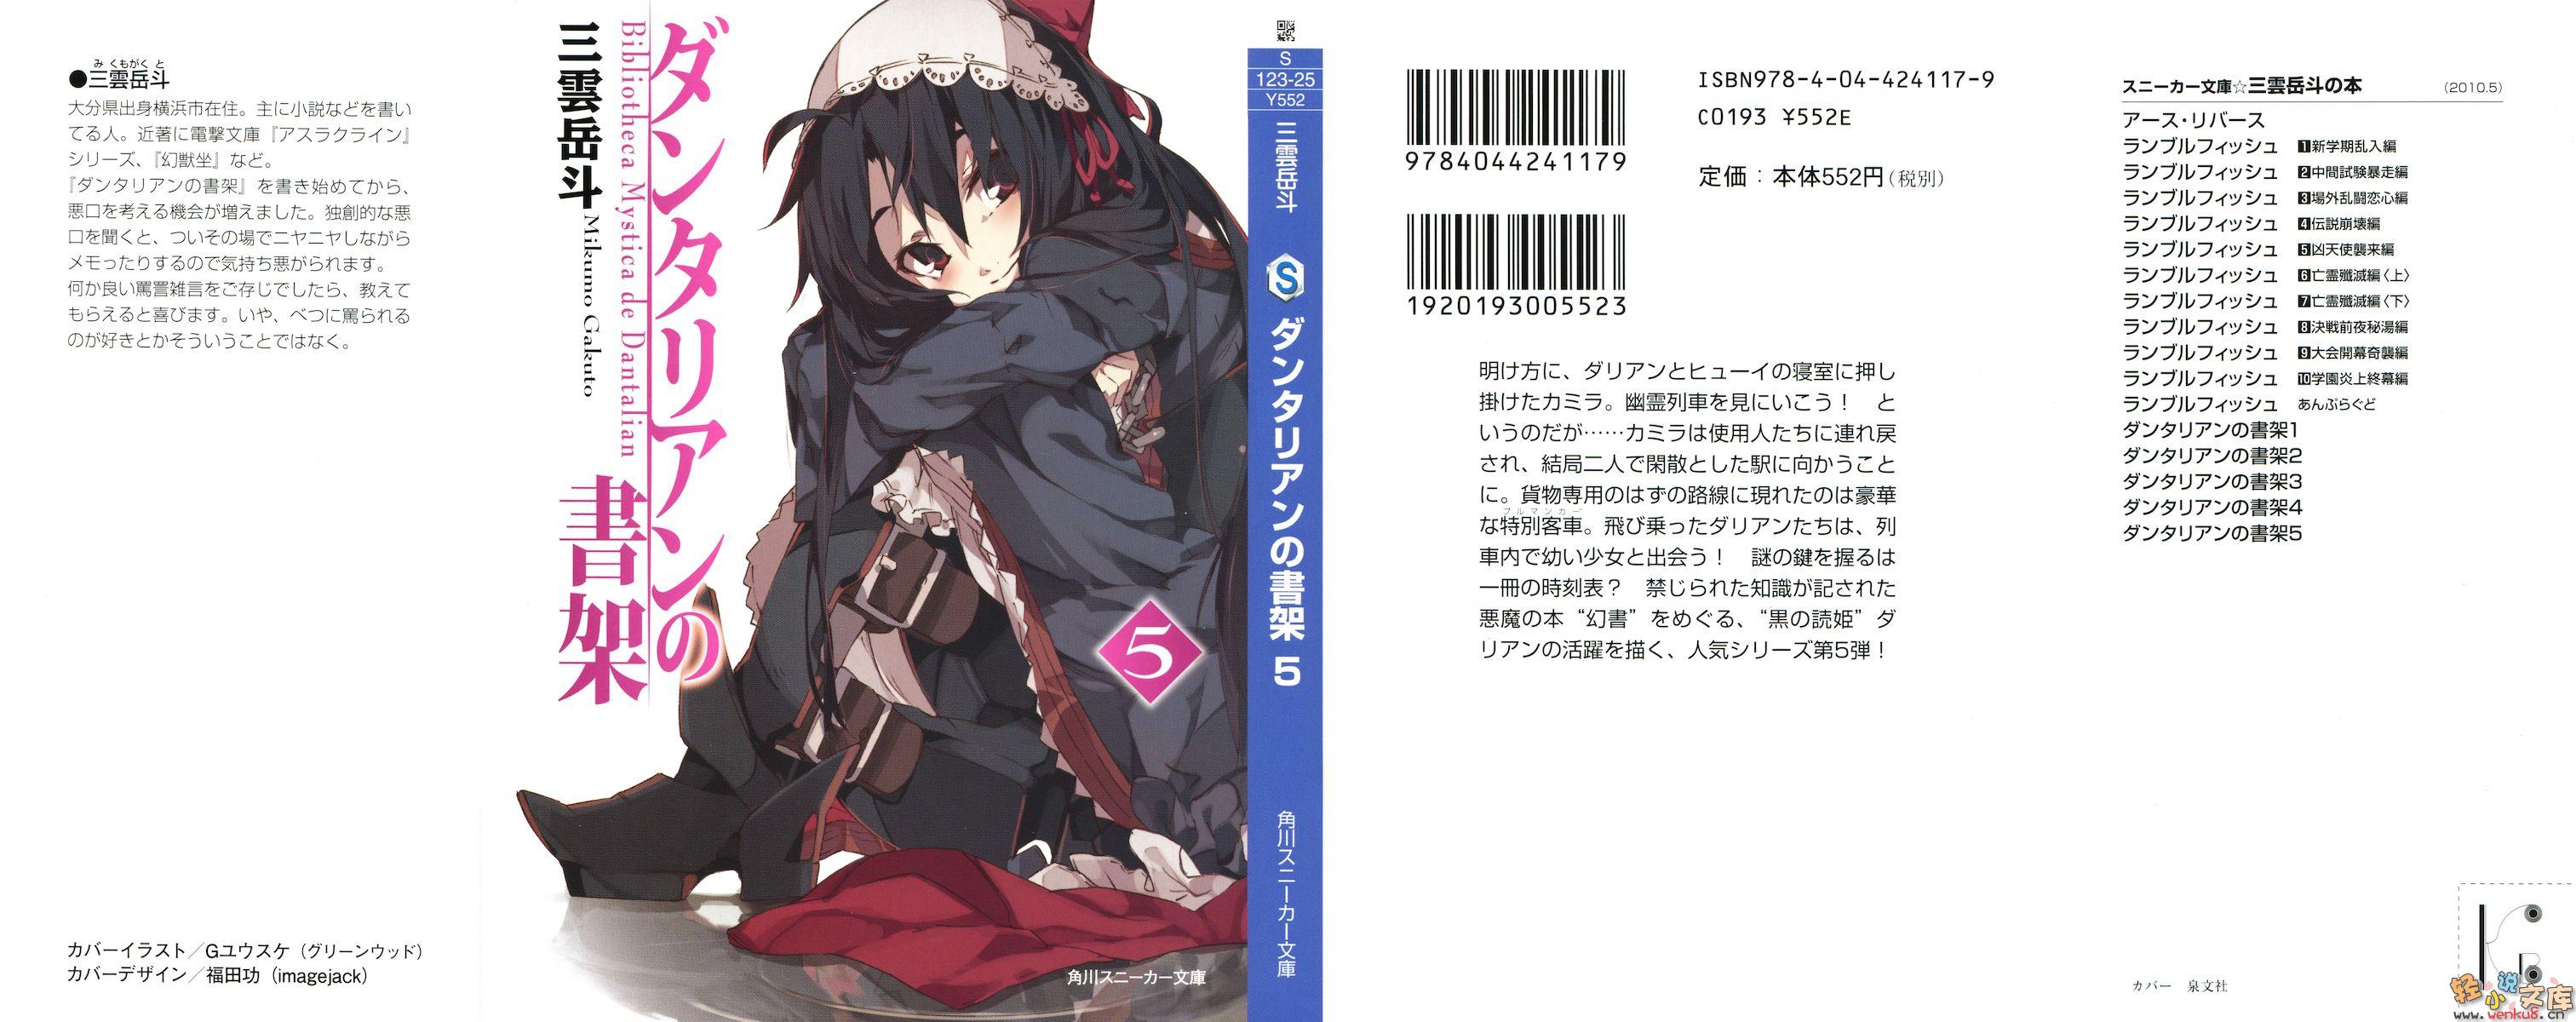 ●三雲岳斗
み くもがく と
大分県出身横浜市在住。主に小説などを書い
てる人。近著に電撃文庫『アスラクライン』
シリーズ、『幻獣坐』など。
『ダンタリアンの書架』を書き始めてから、
悪口を考える機会が増えました。独創的な悪
口を聞くと、ついその場でニヤニヤしながら
メモったりするので気持ち悪がられます。
何か良い罵詈雑言をご存じでしたら、教えて
もらえると喜びます。いや、べつに罵られる
のが好きとかそういうことではなく。
カバーイラスト／Gユウスケ（グリーンウッド）
カバーデザイン／福田功（imagejack）
ダンタリアンの
書架
Bibliotheca Mystica de Dantalian
三雲岳斗
Mikumo Gakuto
5
角川スニーカー文庫
S
123-25
Y552
三雲岳斗
S
ダンタリアンの書架 5
角川スニーカー文庫
9784044241179
1920193005523
ISBN978-4-04-424117-9
C0193 ¥552E
定価：本体552円（税別）
明け方に、ダリアンとヒューイの寝室に押し
掛けたカミラ。幽霊列車を見にいこう！　と
いうのだが……カミラは使用人たちに連れ戻
され、結局二人で閑散とした駅に向かうこと
に。貨物専用のはずの路線に現れたのは豪華
プルマンカー
な特別客車。飛び乗ったダリアンたちは、列
車内で幼い少女と出会う！　謎の鍵を握るは
一冊の時刻表？　禁じられた知識が記された
悪魔の本“幻書”をめぐる、“黒の読姫”ダ
リアンの活躍を描く、人気シリーズ第5弾！
スニーカー文庫☆三雲岳斗の本 （2010.5）
アース・リバース
ランブルフィッシュ 1新学期乱入編
ランブルフィッシュ 2中間試験暴走編
ランブルフィッシュ 3場外乱闘恋心編
ランブルフィッシュ 4伝説崩壊編
ランブルフィッシュ 5凶天使襲来編
ランブルフィッシュ 6亡霊殲滅編〈上〉
ランブルフィッシュ 7亡霊殲滅編〈下〉
ランブルフィッシュ 8決戦前夜秘湯編
ランブルフィッシュ 9大会開幕奇襲編
ランブルフィッシュ 10学園炎上終幕編
ランブルフィッシュ あんぷらぐど
ダンタリアンの書架1
ダンタリアンの書架2
ダンタリアンの書架3
ダンタリアンの書架4
ダンタリアンの書架5
カバー　泉文社
轻小说文库
www.wenku8.cn